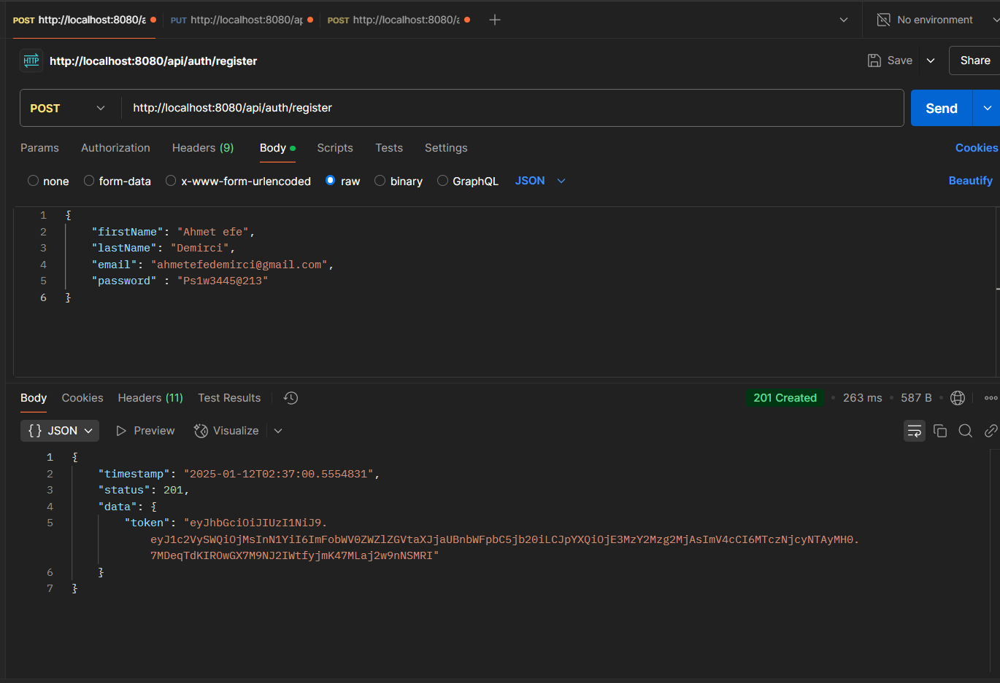 POST http://localhost:8080/a PUT http://localhost:8080/ap POST http://localhost:8080/a No environment
HTTP http://localhost:8080/api/auth/register Save Share
POST http://localhost:8080/api/auth/register Send
Params Authorization Headers (9) Body Scripts Tests Settings Cookies
none form-data x-www-form-urlencoded raw binary GraphQL JSON Beautify
1 {
2 "firstName": "Ahmet efe",
3 "lastName": "Demirci",
4 "email": "ahmetefedemirci@gmail.com",
5 "password" : "Ps1w3445@213"
6 }
Body Cookies Headers (11) Test Results 201 Created 263 ms 587 B
{} JSON Preview Visualize
1 {
2 "timestamp": "2025-01-12T02:37:00.5554831",
3 "status": 201,
4 "data": {
5 "token": "eyJhbGciOiJIUzI1NiJ9.
eyJ1c2VySWQiOjMsInN1YiI6ImFobWV0ZWZlZGVtaXJjaUBnbWFpbC5jb20iLCJpYXQiOjE3MzY2Mzg2MjAsImV4cCI6MTczNjcyNTAyMH0.
7MDeqTdKIROwGX7M9NJ2IWtfyjmK47MLaj2w9nNSMRI"
6 }
7 }